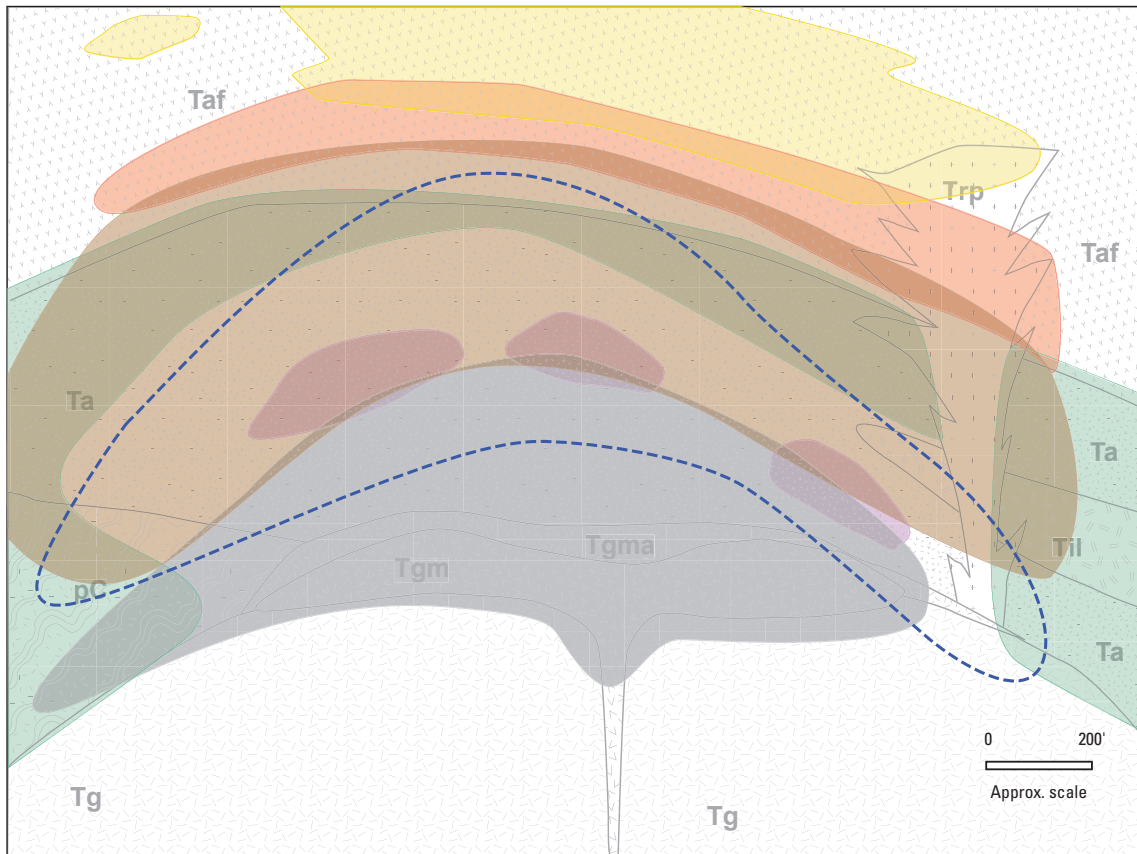 Taf
Trp
Taf
Ta
Ta
Til
Tgma
Tgm
pC
Ta
0 200'
Approx. scale
Tg
Tg